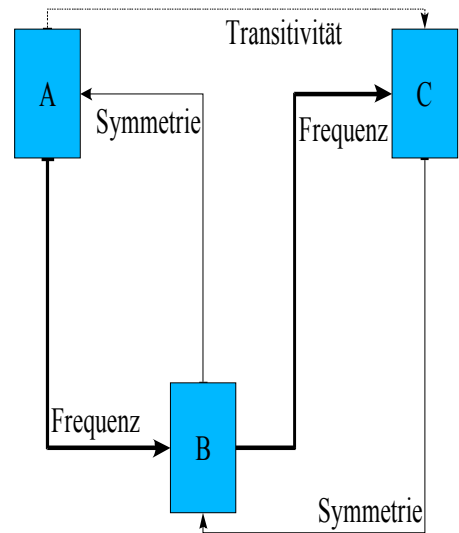 Transitivität
A
C
Symmetrie
Frequenz
Frequenz
B
Symmetrie